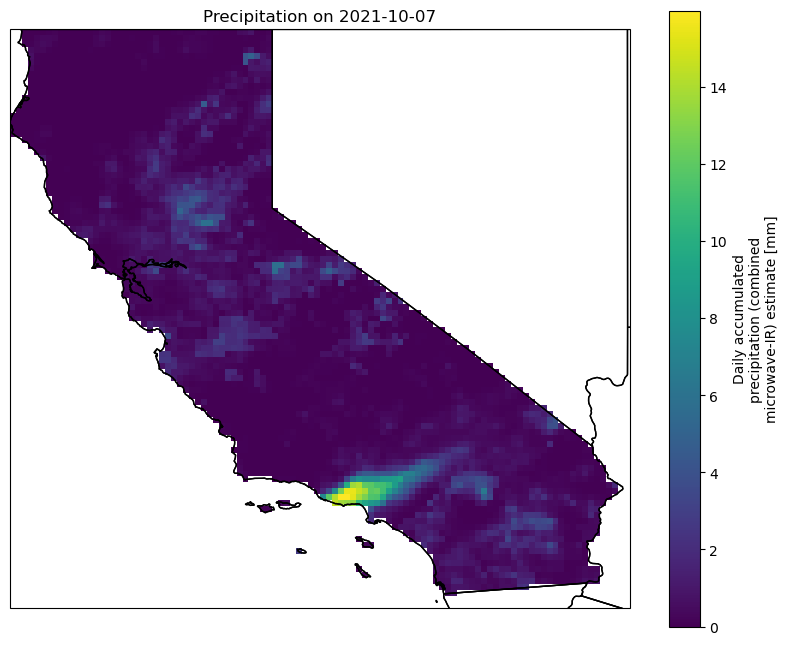 Precipitation on 2021-10-07
14
12
10
8
6
4
2
0
Daily accumulated
precipitation (combined
microwave-IR) estimate [mm]